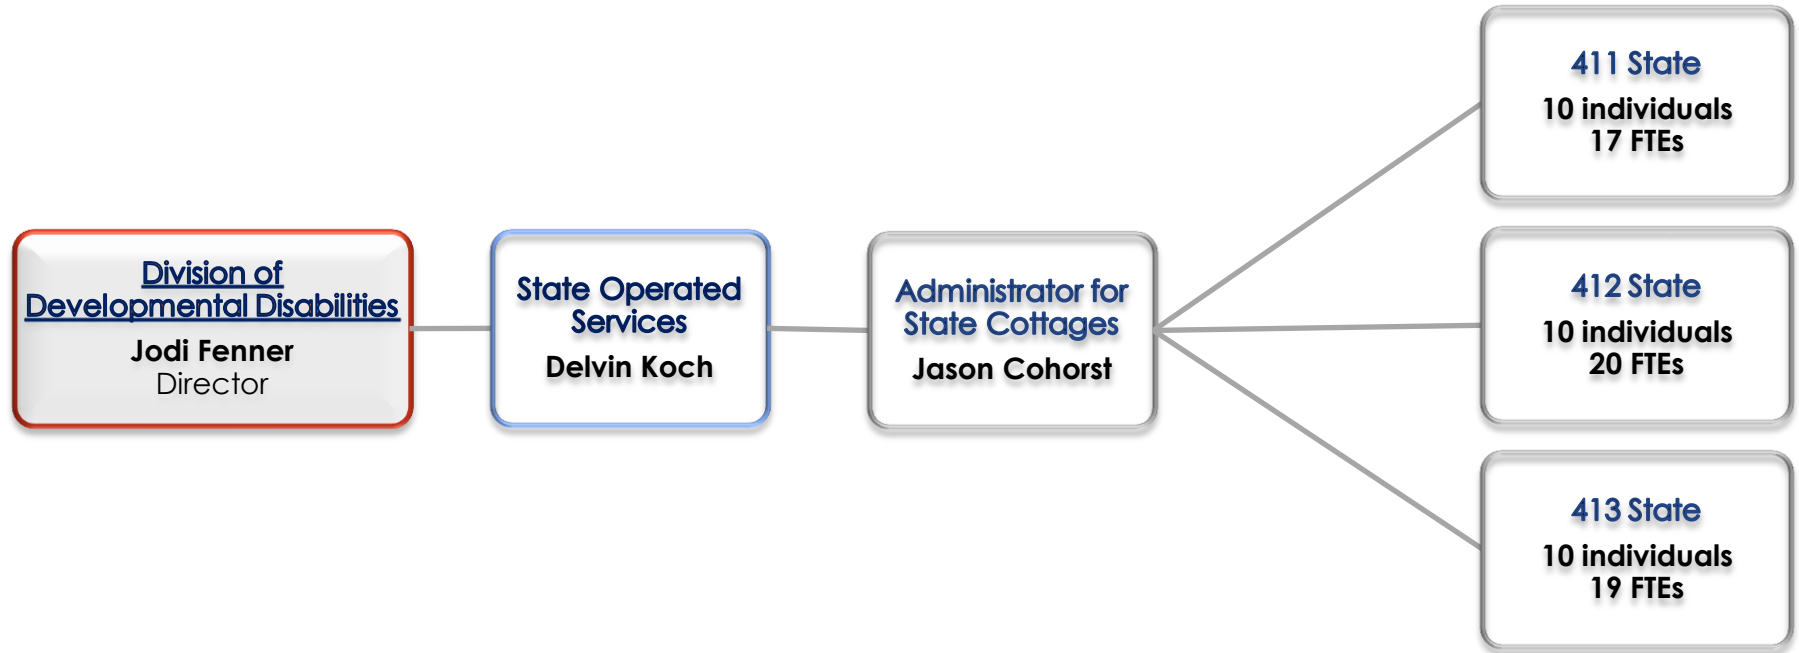 Division of
Developmental Disabilities
Jodi Fenner
Director
State Operated
Services
Delvin Koch
Administrator for
State Cottages
Jason Cohorst
411 State
10 individuals
17 FTEs
412 State
10 individuals
20 FTEs
413 State
10 individuals
19 FTEs